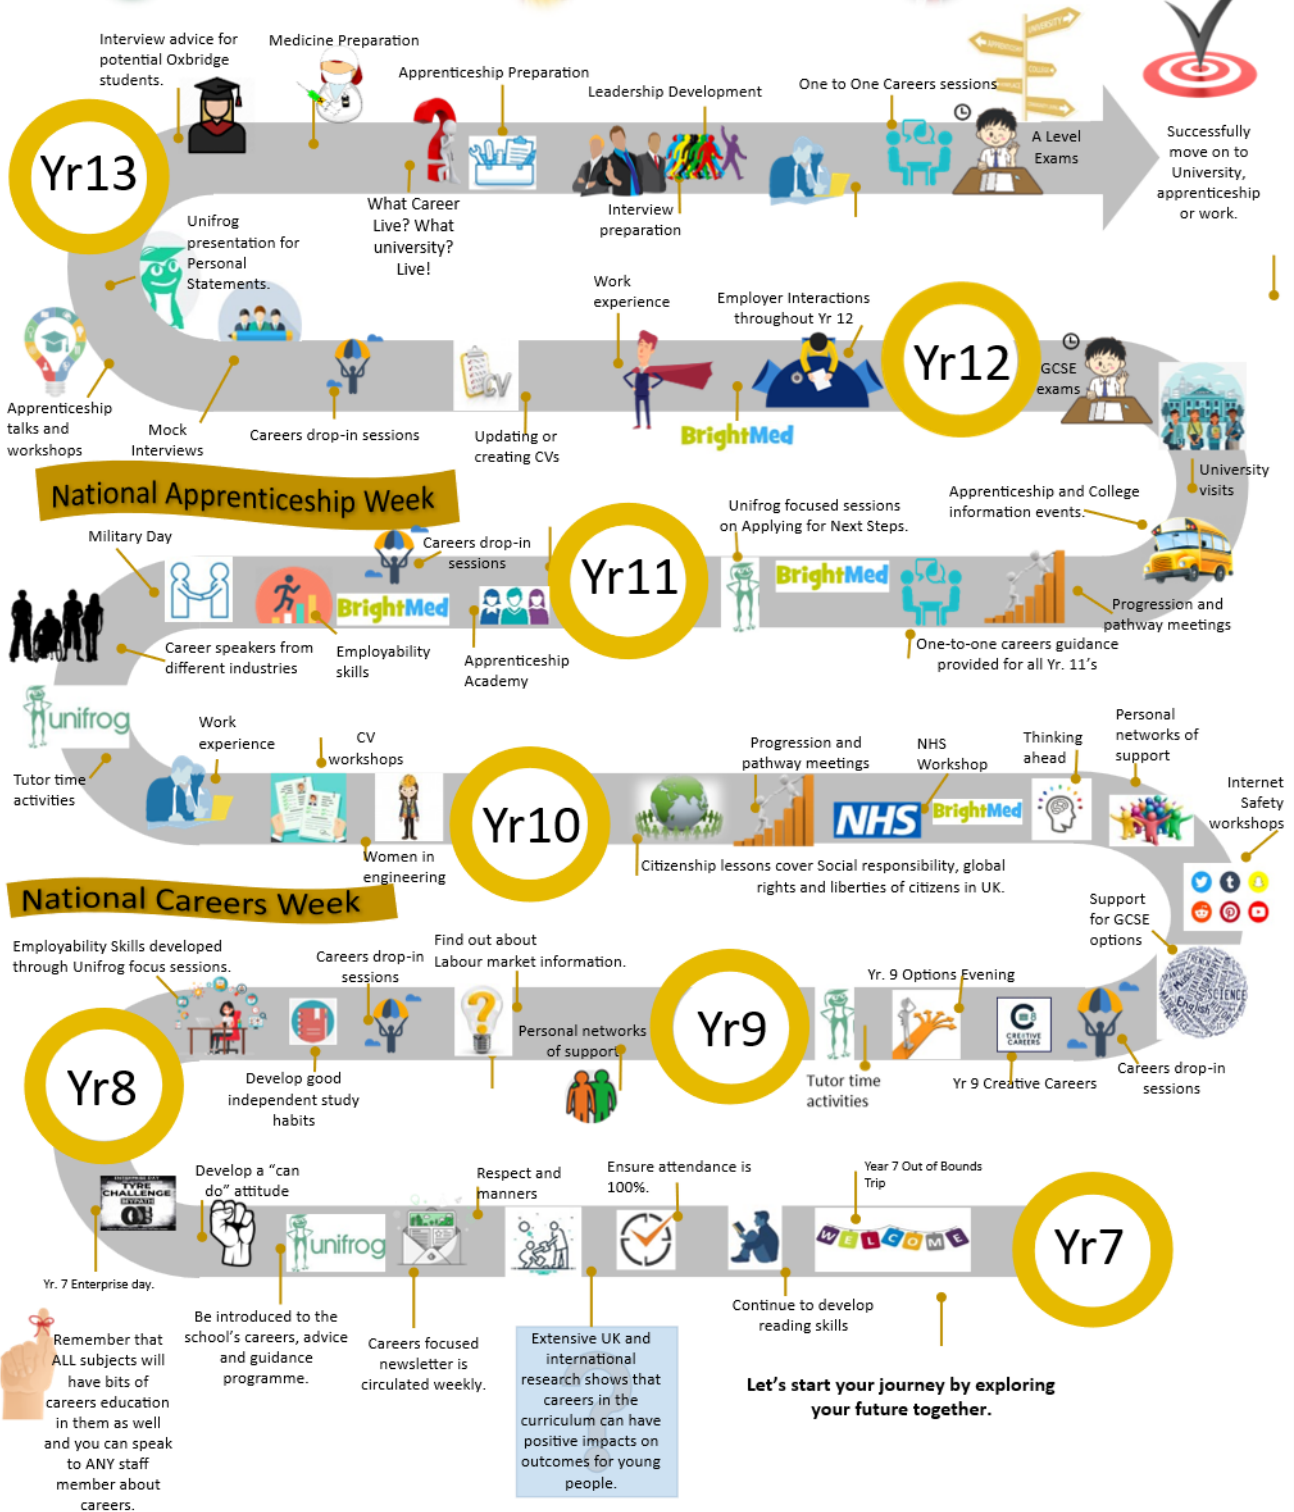 UNIVERSITY
APPRENTICESHIP
COLLEGE
Interview advice for
potential Oxbridge
students.
Medicine Preparation
Apprenticeship Preparation
Leadership Development
One to One Careers sessions
Yr13
A Level
Exams
Successfully
move on to
University,
apprenticeship
or work.
What Career
Live? What
university?
Live!
Interview
preparation
Unifrog
presentation for
Personal
Statements.
Work
experience
Employer Interactions
throughout Yr 12
Yr12
GCSE
exams
CV
Apprenticeship
talks and
workshops
Mock
Interviews
Careers drop-in sessions
Updating or
creating CVs
BrightMed
University
visits
National Apprenticeship Week
Military Day
Careers drop-in
sessions
Yr11
Unifrog focused sessions
on Applying for Next Steps.
Apprenticeship and College
information events.
BrightMed
BrightMed
Career speakers from
different industries
Employability
skills
Apprenticeship
Academy
One-to-one careers guidance
provided for all Yr. 11's
Progression and
pathway meetings
unifrog
Tutor time
activities
Work
experience
CV
workshops
Women in
engineering
Yr10
Progression and
pathway meetings
NHS
Workshop
Thinking
ahead
Personal
networks of
support
Internet
Safety
workshops
NHS
BrightMed
Citizenship lessons cover Social responsibility, global
rights and liberties of citizens in UK.
National Careers Week
Support
for GCSE
options
Employability Skills developed
through Unifrog focus sessions.
Careers drop-in
sessions
Find out about
Labour market information.
Personal networks
of support
Yr9
Yr. 9 Options Evening
CREATIVE
CAREERS
SCIENCE
English
Yr8
Develop good
independent study
habits
Tutor time
activities
Yr 9 Creative Careers
Careers drop-in
sessions
TYRE
CHALLENGE
Develop a "can
do" attitude
Respect and
manners
Ensure attendance is
100%.
Year 7 Out of Bounds
Trip
unifrog
WELCOME
Yr7
Yr. 7 Enterprise day.
Be introduced to the
school's careers, advice
and guidance
programme.
Careers focused
newsletter is
circulated weekly.
Continue to develop
reading skills
Remember that
ALL subjects will
have bits of
careers education
in them as well
and you can speak
to ANY staff
member about
careers.
Extensive UK and
international
research shows that
careers in the
curriculum can have
positive impacts on
outcomes for young
people.
Let's start your journey by exploring
your future together.